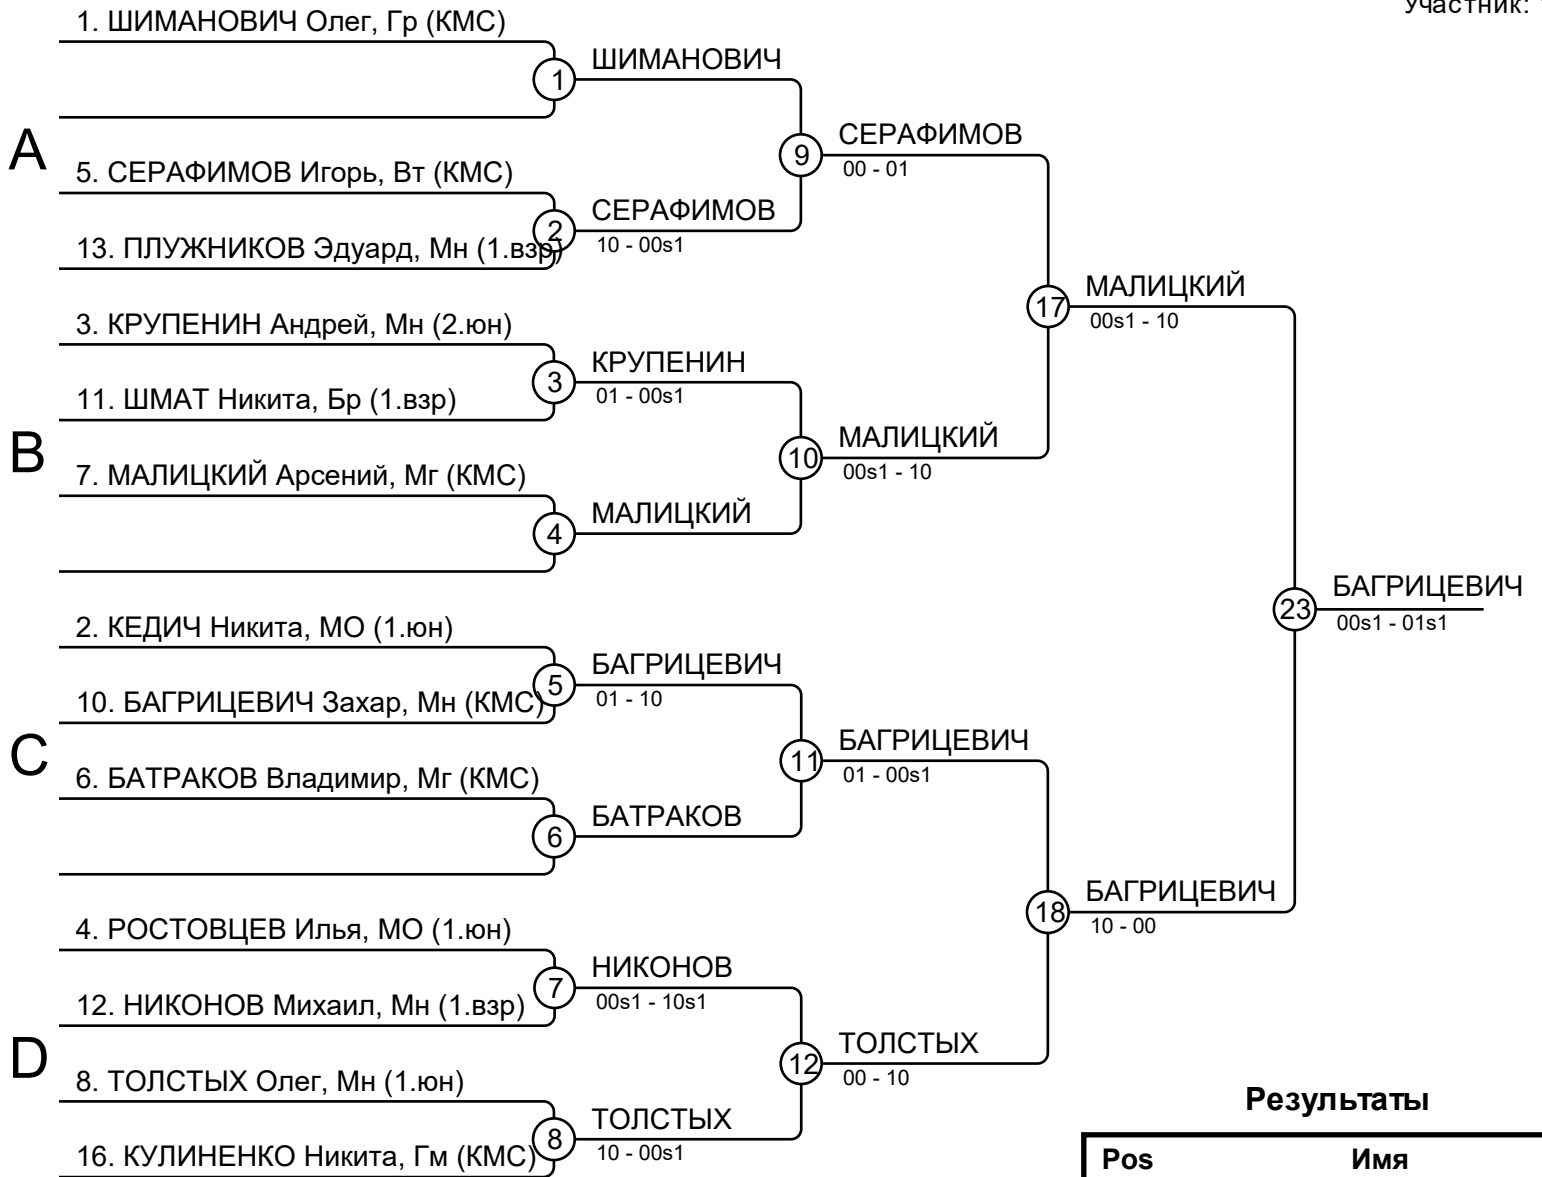 Участник:
1. ШИМАНОВИЧ Олег, Гр (КМС)
1
ШИМАНОВИЧ
A
9
СЕРАФИМОВ
00 - 01
5. СЕРАФИМОВ Игорь, Вт (КМС)
2
СЕРАФИМОВ
10 - 00s1
13. ПЛУЖНИКОВ Эдуард, Мн (1.взр)
17
МАЛИЦКИЙ
00s1 - 10
3. КРУПЕНИН Андрей, Мн (2.юн)
3
КРУПЕНИН
01 - 00s1
11. ШМАТ Никита, Бр (1.взр)
B
10
МАЛИЦКИЙ
00s1 - 10
7. МАЛИЦКИЙ Арсений, Мг (КМС)
4
МАЛИЦКИЙ
23
БАГРИЦЕВИЧ
00s1 - 01s1
2. КЕДИЧ Никита, МО (1.юн)
5
БАГРИЦЕВИЧ
01 - 10
10. БАГРИЦЕВИЧ Захар, Мн (КМС)
C
11
БАГРИЦЕВИЧ
01 - 00s1
6. БАТРАКОВ Владимир, Мг (КМС)
6
БАТРАКОВ
18
БАГРИЦЕВИЧ
10 - 00
4. РОСТОВЦЕВ Илья, МО (1.юн)
7
НИКОНОВ
00s1 - 10s1
12. НИКОНОВ Михаил, Мн (1.взр)
D
12
ТОЛСТЫХ
00 - 10
8. ТОЛСТЫХ Олег, Мн (1.юн)
8
ТОЛСТЫХ
10 - 00s1
16. КУЛИНЕНКО Никита, Гм (КМС)
Результаты
Pos Имя